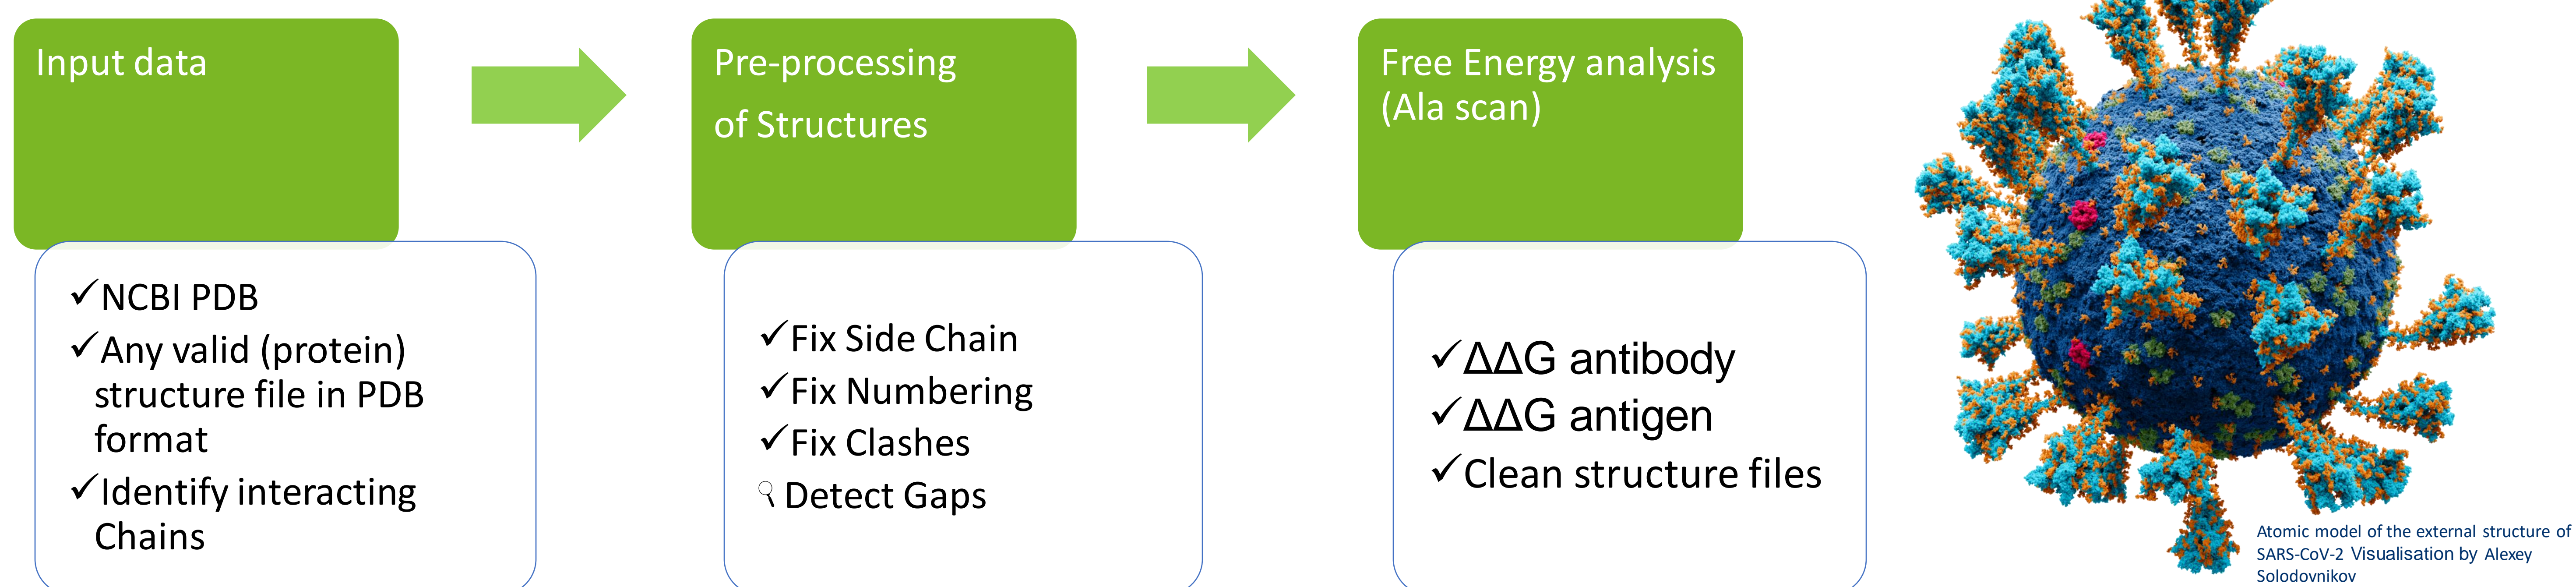 Input data
✓NCBI PDB
✓Any valid (protein)
structure file in PDB
format
✓Identify interacting
Chains
Pre-processing
of Structures
✓Fix Side Chain
✓Fix Numbering
✓Fix Clashes
Detect Gaps
Free Energy analysis
(Ala scan)
✓ΔΔG antibody
✓ΔΔG antigen
✓Clean structure files
Atomic model of the external structure of
SARS-CoV-2 Visualisation by Alexey
Solodovnikov